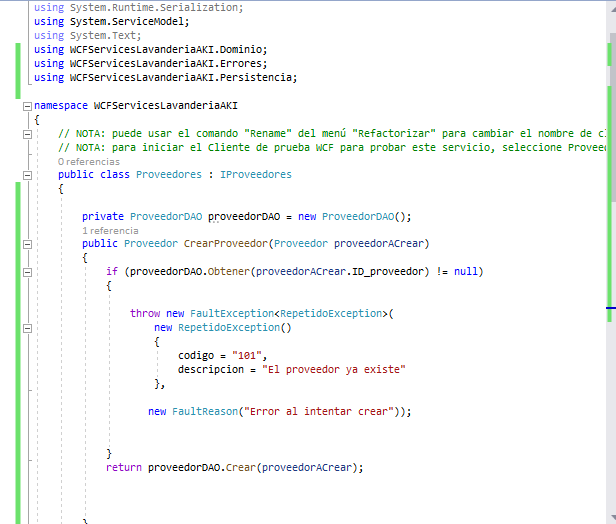 using System.Runtime.Serialization;
using System.ServiceModel;
using System.Text;
using WCFServicesLavanderiaAKI.Dominio;
using WCFServicesLavanderiaAKI.Errores;
using WCFServicesLavanderiaAKI.Persistencia;
namespace WCFServicesLavanderiaAKI
{
// NOTA: puede usar el comando "Rename" del menú "Refactorizar" para cambiar el nombre de
// NOTA: para iniciar el Cliente de prueba WCF para probar este servicio, seleccione
0 referencias
public class Proveedores : IProveedores
{
private ProveedorDAO proveedorDAO = new ProveedorDAO();
1 referencia
public Proveedor CrearProveedor(Proveedor proveedorACrear)
{
if (proveedorDAO.Obtener(proveedorACrear.ID_proveedor) != null)
{
throw new FaultException<RepetidoException>(
new RepetidoException()
{
codigo = "101",
descripcion = "El proveedor ya existe"
},
new FaultReason("Error al intentar crear"));
}
return proveedorDAO.Crear(proveedorACrear);
}